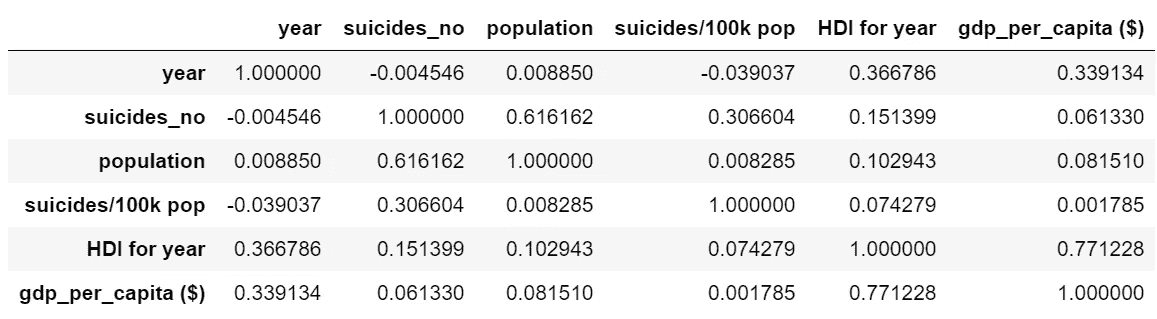 year suicides_no population suicides/100k pop HDI for year gdp_per_capita ($)
year 1.000000 -0.004546 0.008850 -0.039037 0.366786 0.339134
suicides_no -0.004546 1.000000 0.616162 0.306604 0.151399 0.061330
population 0.008850 0.616162 1.000000 0.008285 0.102943 0.081510
suicides/100k pop -0.039037 0.306604 0.008285 1.000000 0.074279 0.001785
HDI for year 0.366786 0.151399 0.102943 0.074279 1.000000 0.771228
gdp_per_capita ($) 0.339134 0.061330 0.081510 0.001785 0.771228 1.000000